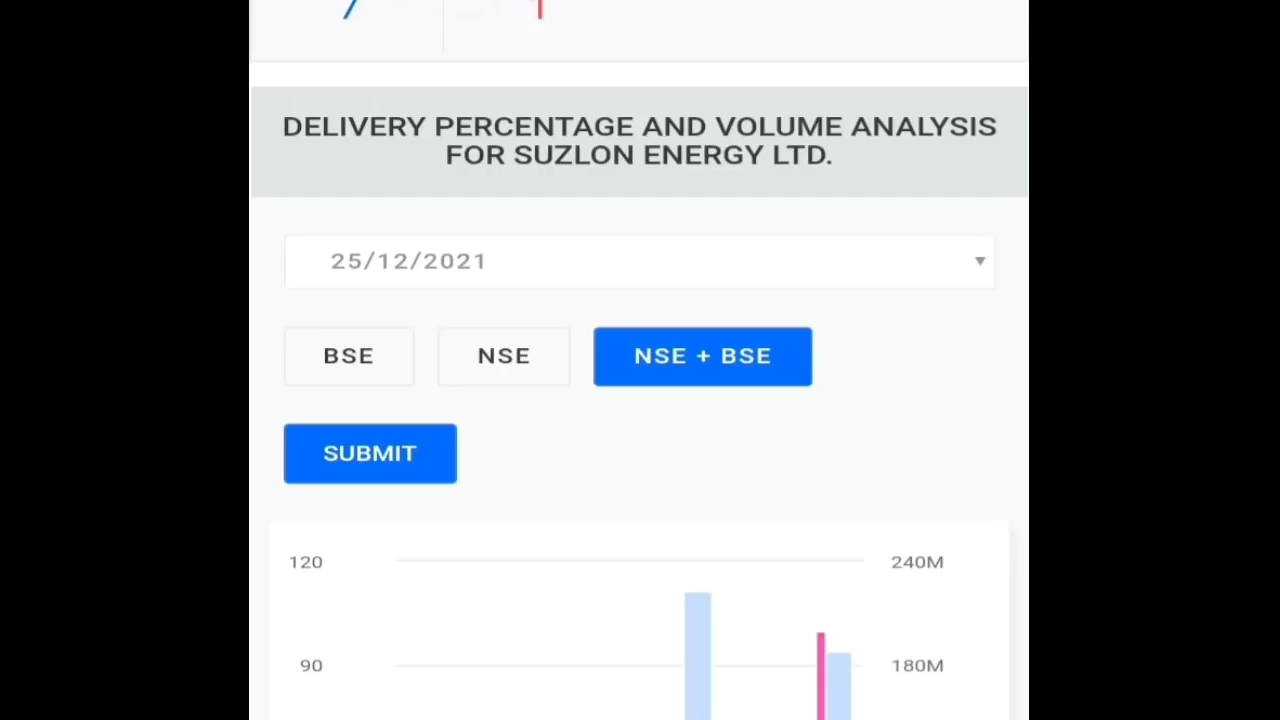 DELIVERY PERCENTAGE AND VOLUME ANALYSIS
FOR SUZLON ENERGY LTD.
25/12/2021
BSE NSE NSE + BSE
SUBMIT
120 240M
90 180M